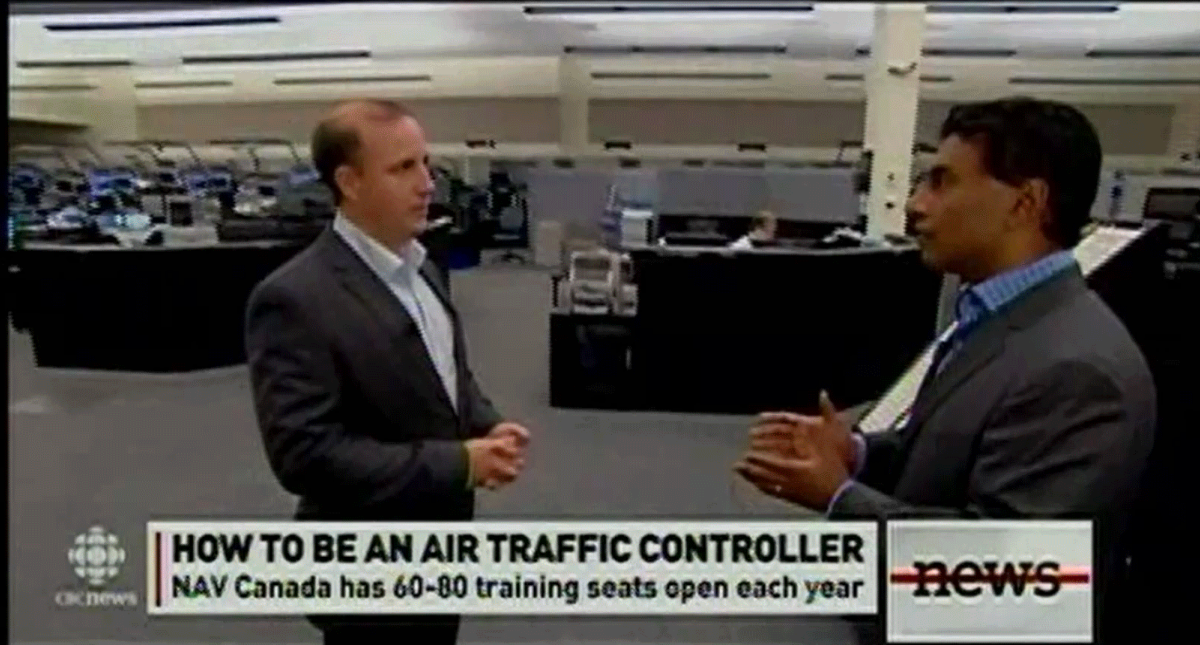 HOW TO BE AN AIR TRAFFIC CONTROLLER
NAV Canada has 60-80 training seats open each year
cbcnews
news